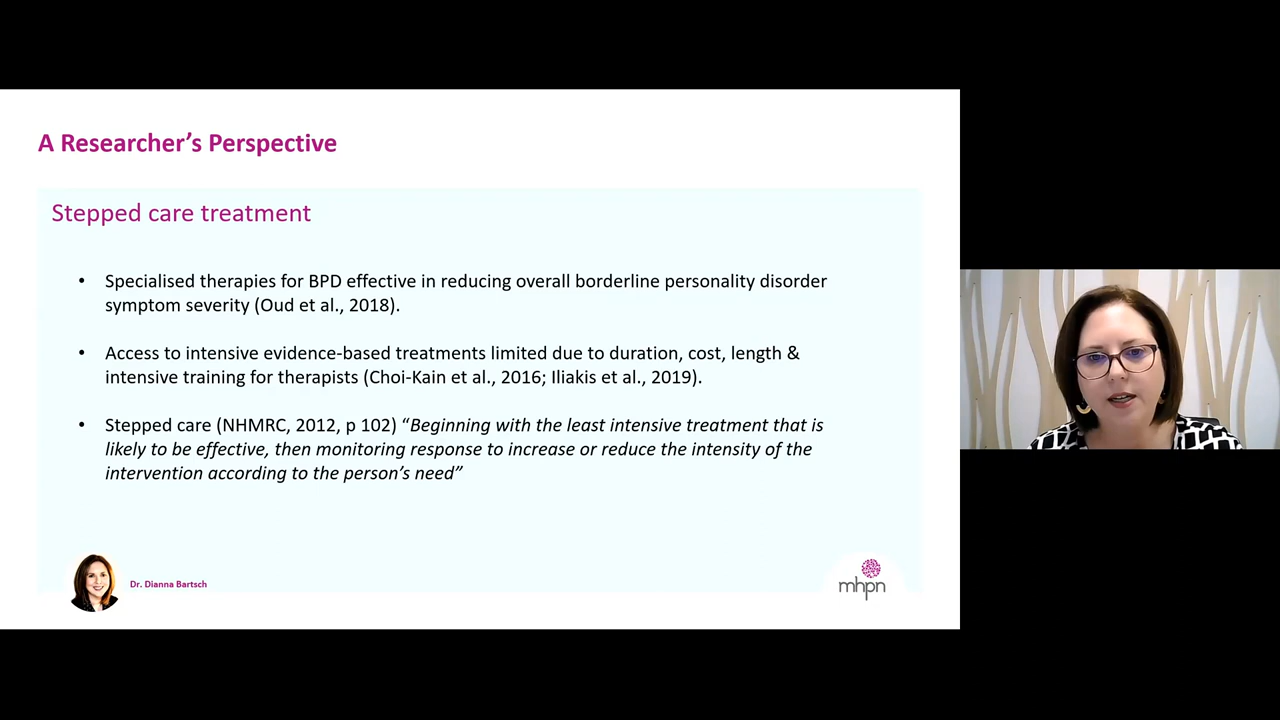 A Researcher’s Perspective
Stepped care treatment
• Specialised therapies for BPD effective in reducing overall borderline personality disorder
symptom severity (Oud et al., 2018).
• Access to intensive evidence-based treatments limited due to duration, cost, length &
intensive training for therapists (Choi-Kain et al., 2016; Iliakis et al., 2019).
• Stepped care (NHMRC, 2012, p 102) “Beginning with the least intensive treatment that is
likely to be effective, then monitoring response to increase or reduce the intensity of the
intervention according to the person’s need”
Dr. Dianna Bartsch
mhpn